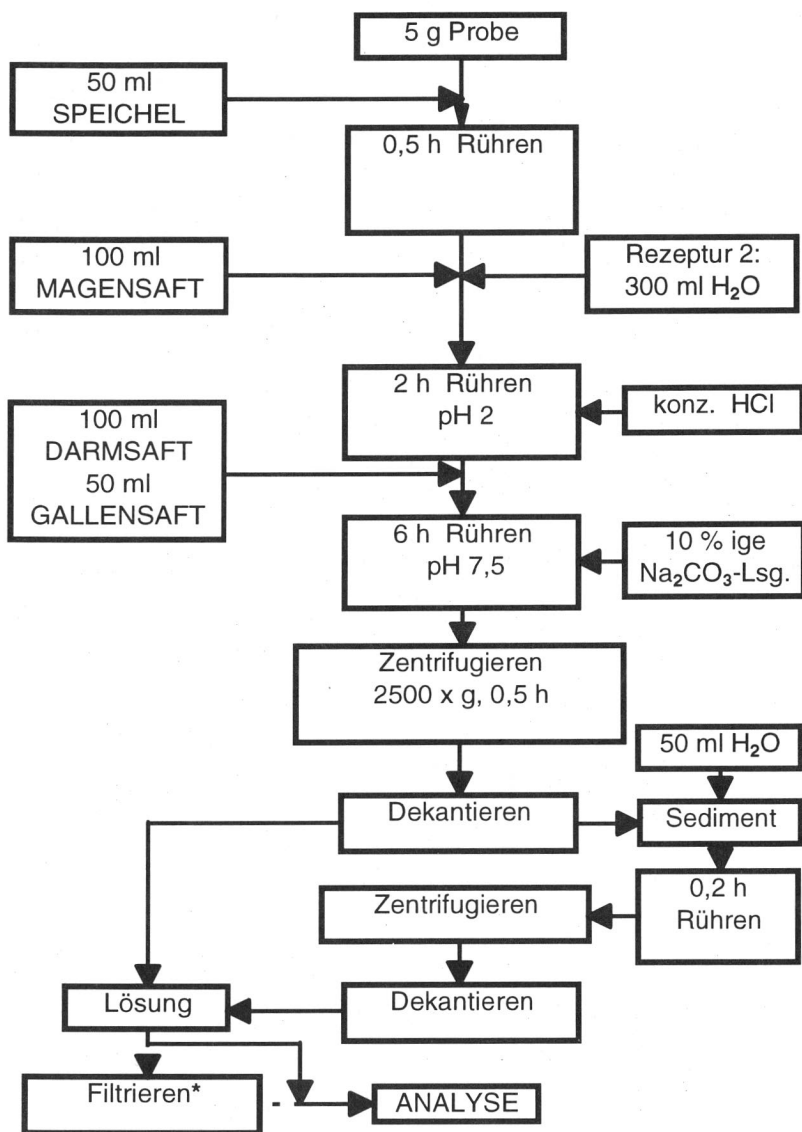 5 g Probe
50 ml
SPEICHEL
0,5 h Rühren
100 ml
MAGENSAFT
Rezeptur 2:
300 ml H₂O
2 h Rühren
pH 2
konz. HCl
100 ml
DARMSAFT
50 ml
GALLENSAFT
6 h Rühren
pH 7,5
10 % ige
Na₂CO₃-Lsg.
Zentrifugieren
2500 x g, 0,5 h
50 ml H₂O
Dekantieren
Sediment
0,2 h
Rühren
Zentrifugieren
Lösung
Dekantieren
Filtrieren*
ANALYSE